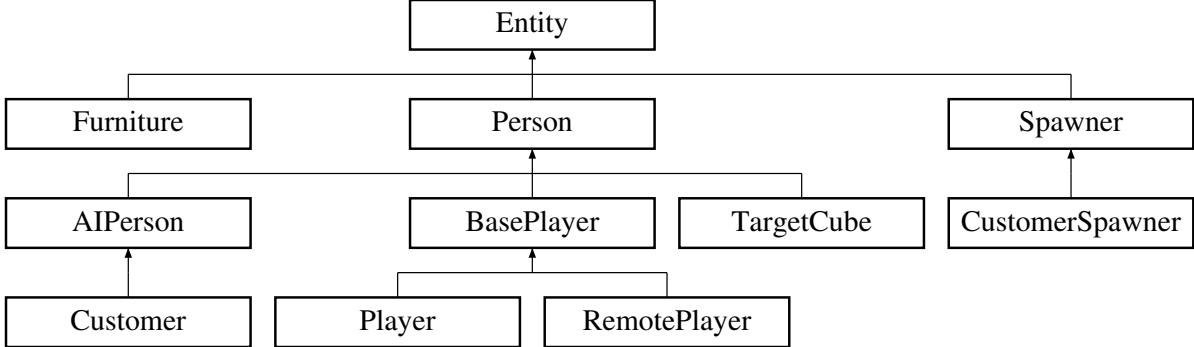 Entity
Furniture Person Spawner
AIPerson BasePlayer TargetCube CustomerSpawner
Customer Player RemotePlayer